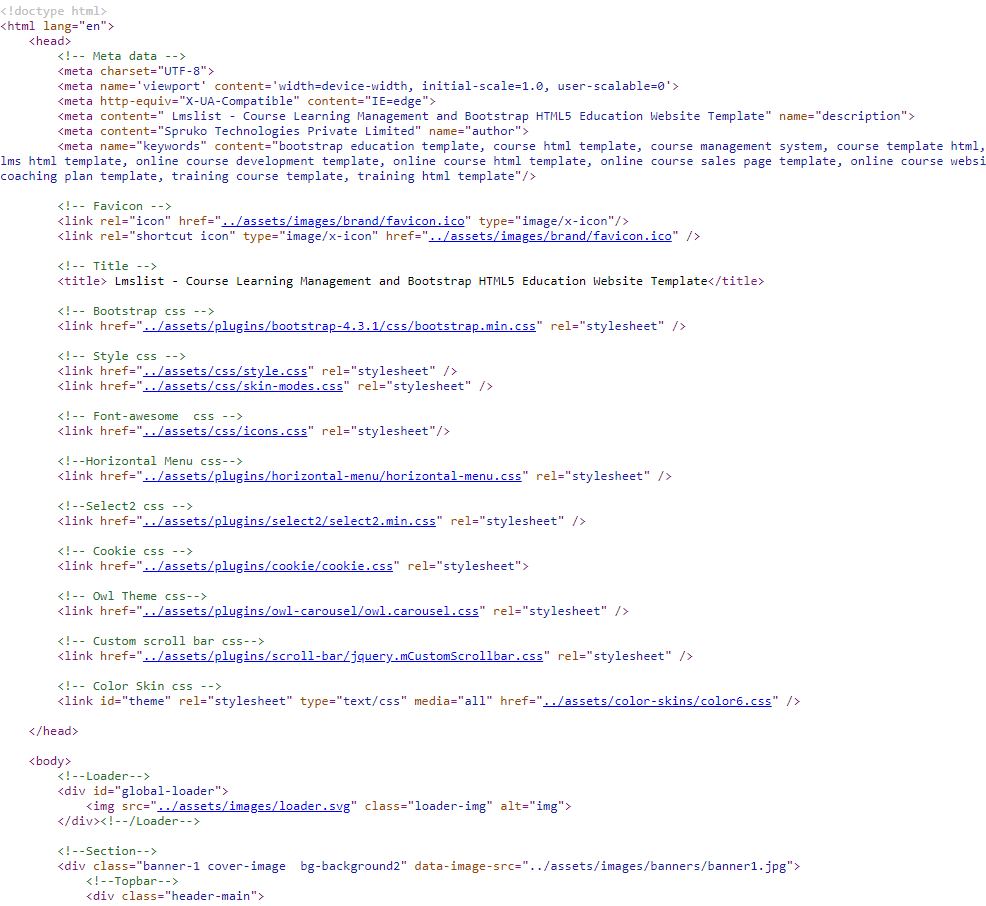 <!doctype html>
<html lang="en">
<head>
<!-- Meta data -->
<meta charset="UTF-8">
<meta name='viewport' content='width=device-width, initial-scale=1.0, user-scalable=0'>
<meta http-equiv="X-UA-Compatible" content="IE=edge">
<meta content=" Lmslist - Course Learning Management and Bootstrap HTML5 Education Website Template" name="description">
<meta content="Spruko Technologies Private Limited" name="author">
<meta name="keywords" content="bootstrap education template, course html template, course management system, course template html,
lms html template, online course development template, online course html template, online course sales page template, online course websi
coaching plan template, training course template, training html template"/>
<!-- Favicon -->
<link rel="icon" href="../assets/images/brand/favicon.ico" type="image/x-icon"/>
<link rel="shortcut icon" type="image/x-icon" href="../assets/images/brand/favicon.ico" />
<!-- Title -->
<title> Lmslist - Course Learning Management and Bootstrap HTML5 Education Website Template</title>
<!-- Bootstrap css -->
<link href="../assets/plugins/bootstrap-4.3.1/css/bootstrap.min.css" rel="stylesheet" />
<!-- Style css -->
<link href="../assets/css/style.css" rel="stylesheet" />
<link href="../assets/css/skin-modes.css" rel="stylesheet" />
<!-- Font-awesome  css -->
<link href="../assets/css/icons.css" rel="stylesheet"/>
<!--Horizontal Menu css-->
<link href="../assets/plugins/horizontal-menu/horizontal-menu.css" rel="stylesheet" />
<!--Select2 css -->
<link href="../assets/plugins/select2/select2.min.css" rel="stylesheet" />
<!-- Cookie css -->
<link href="../assets/plugins/cookie/cookie.css" rel="stylesheet">
<!-- Owl Theme css-->
<link href="../assets/plugins/owl-carousel/owl.carousel.css" rel="stylesheet" />
<!-- Custom scroll bar css-->
<link href="../assets/plugins/scroll-bar/jquery.mCustomScrollbar.css" rel="stylesheet" />
<!-- Color Skin css -->
<link id="theme" rel="stylesheet" type="text/css" media="all" href="../assets/color-skins/color6.css" />
</head>
<body>
<!--Loader-->
<div id="global-loader">
<img src="../assets/images/loader.svg" class="loader-img" alt="img">
</div><!--/Loader-->
<!--Section-->
<div class="banner-1 cover-image  bg-background2" data-image-src="../assets/images/banners/banner1.jpg">
<!--Topbar-->
<div class="header-main">